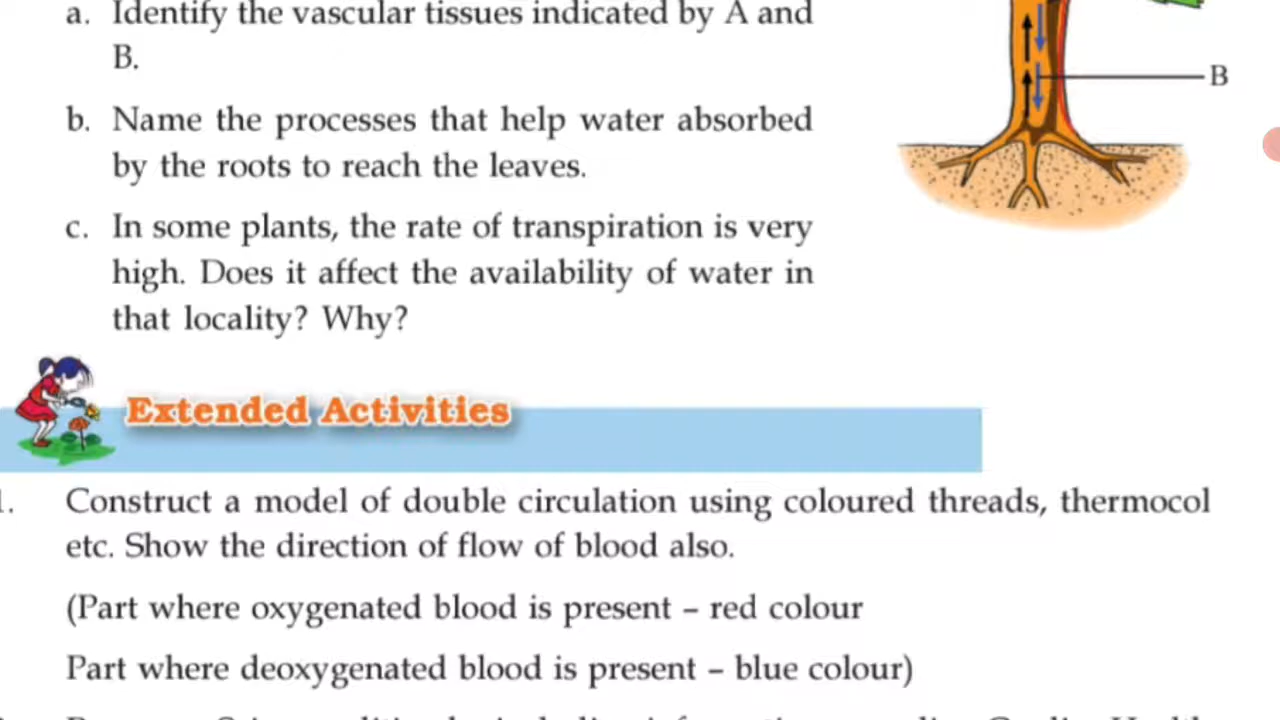 a. Identify the vascular tissues indicated by A and
B.
B
b. Name the processes that help water absorbed
by the roots to reach the leaves.
c. In some plants, the rate of transpiration is very
high. Does it affect the availability of water in
that locality? Why?
Extended Activities
1. Construct a model of double circulation using coloured threads, thermocol
etc. Show the direction of flow of blood also.
(Part where oxygenated blood is present – red colour
Part where deoxygenated blood is present – blue colour)